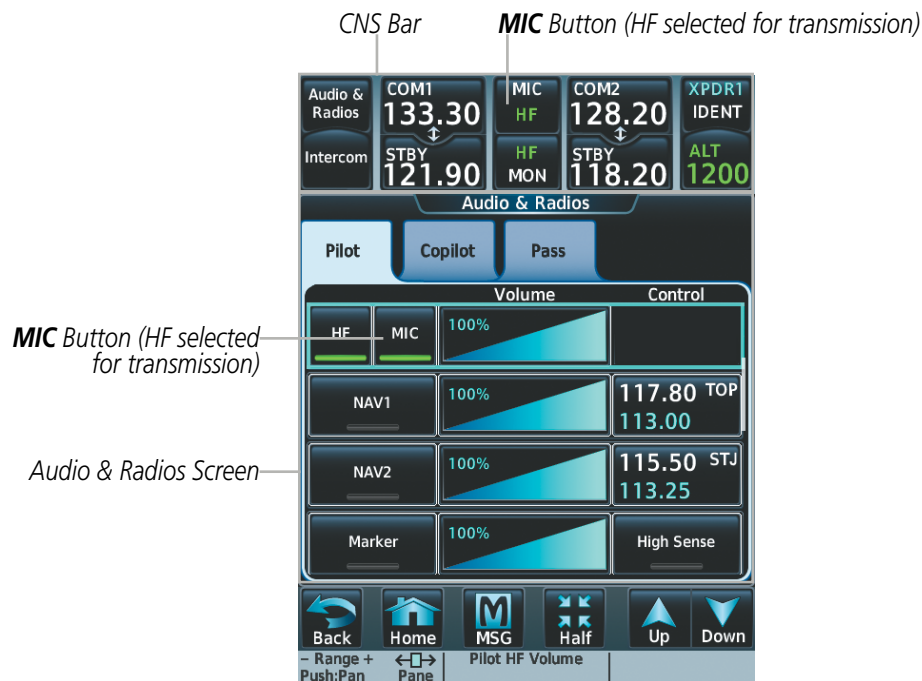 CNS Bar
MIC Button (HF selected for transmission)
Audio & Radios
COM1
133.30
MIC
HF
COM2
128.20
XPDR1
IDENT
Intercom
STBY
121.90
HF
MON
STBY
118.20
ALT
1200
Audio & Radios
Pilot
Copilot
Pass
Volume
Control
MIC Button (HF selected
for transmission)
HF
MIC
100%
NAV1
100%
117.80 TOP
113.00
Audio & Radios Screen
NAV2
100%
115.50 STJ
113.25
Marker
100%
High Sense
Back
Home
MSG
Half
Up
Down
– Range +
Push:Pan
Pane
Pilot HF Volume